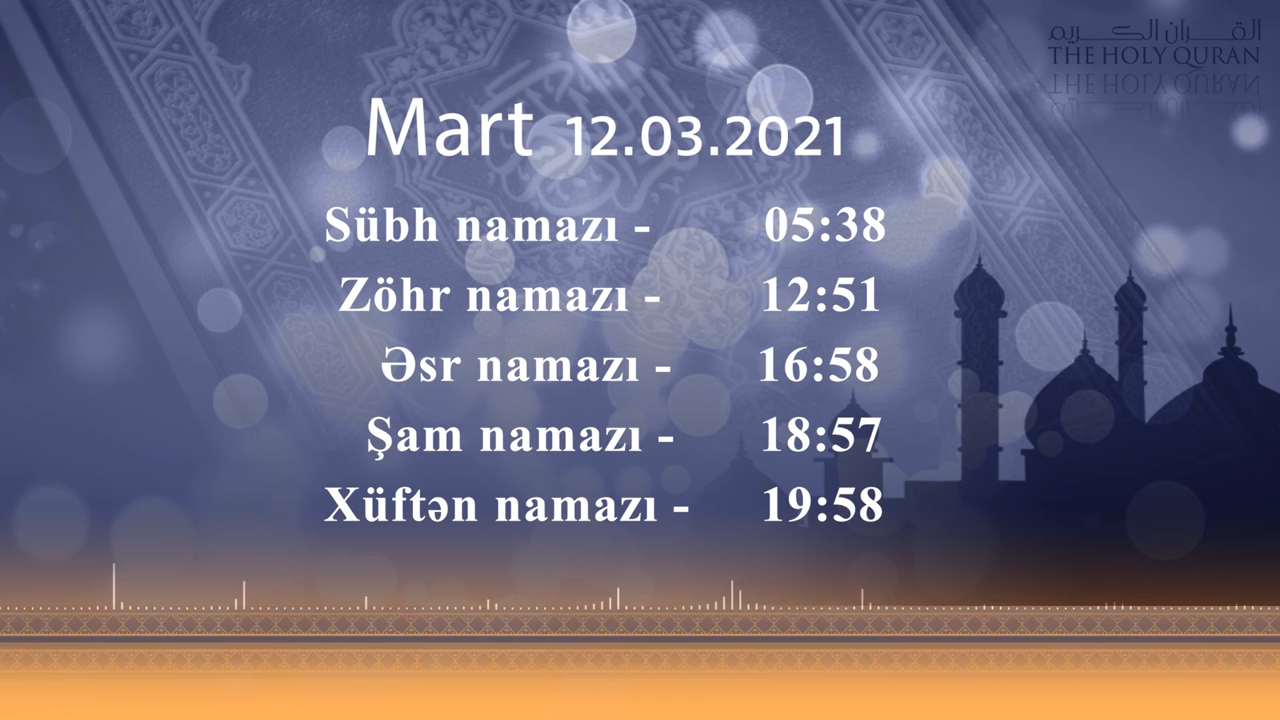 القرآن الكريم
THE HOLY QURAN
Mart 12.03.2021
Sübh namazı - 05:38
Zöhr namazı - 12:51
Əsr namazı - 16:58
Şam namazı - 18:57
Xüftən namazı - 19:58